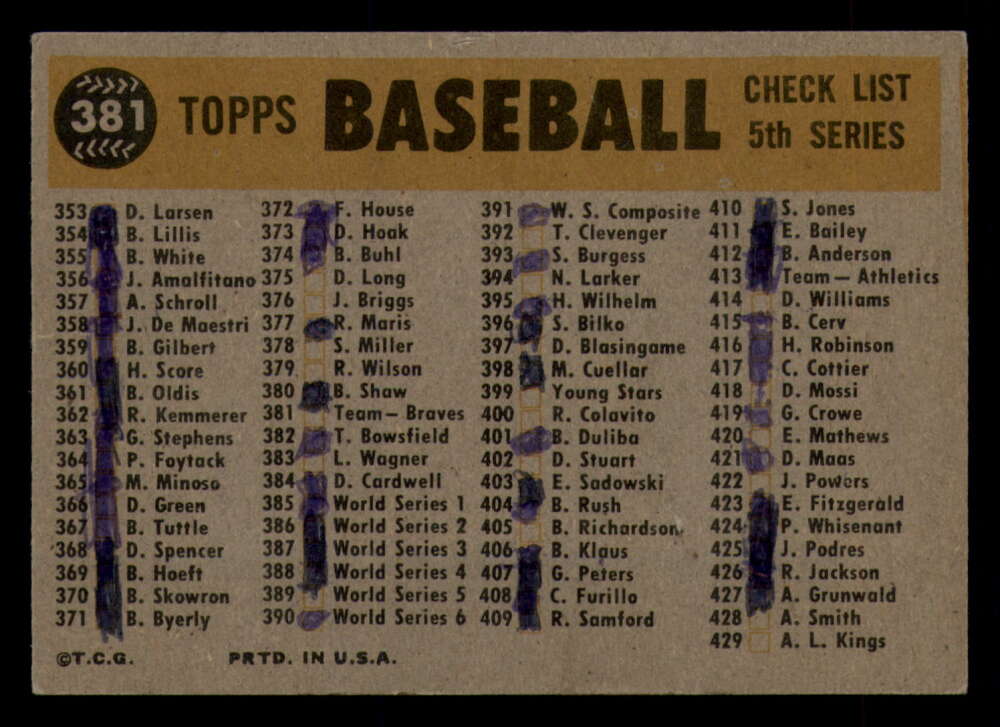 381 TOPPS BASEBALL CHECK LIST
5th SERIES
353 D. Larsen
354 B. Lillis
355 B. White
356 J. Amalfitano
357 A. Schroll
358 J. De Maestri
359 B. Gilbert
360 H. Score
361 B. Oldis
362 R. Kemmerer
363 G. Stephens
364 P. Foytack
365 M. Minoso
366 D. Green
367 B. Tuttle
368 D. Spencer
369 B. Hoeft
370 B. Skowron
371 B. Byerly
372 F. House
373 D. Hoak
374 B. Buhl
375 D. Long
376 J. Briggs
377 R. Maris
378 S. Miller
379 R. Wilson
380 B. Shaw
381 Team — Braves
382 T. Bowsfield
383 L. Wagner
384 D. Cardwell
385 World Series 1
386 World Series 2
387 World Series 3
388 World Series 4
389 World Series 5
390 World Series 6
391 W. S. Composite
392 T. Clevenger
393 S. Burgess
394 N. Larker
395 H. Wilhelm
396 S. Bilko
397 D. Blasingame
398 M. Cuellar
399 Young Stars
400 R. Colavito
401 B. Duliba
402 D. Stuart
403 E. Sadowski
404 B. Rush
405 B. Richardson
406 B. Klaus
407 G. Peters
408 C. Furillo
409 R. Samford
410 S. Jones
411 E. Bailey
412 B. Anderson
413 Team — Athletics
414 D. Williams
415 B. Cerv
416 H. Robinson
417 C. Cottier
418 D. Mossi
419 G. Crowe
420 E. Mathews
421 D. Maas
422 J. Powers
423 E. Fitzgerald
424 P. Whisenant
425 J. Podres
426 R. Jackson
427 A. Grunwald
428 A. Smith
429 A. L. Kings
©T.C.G. PRTD. IN U.S.A.